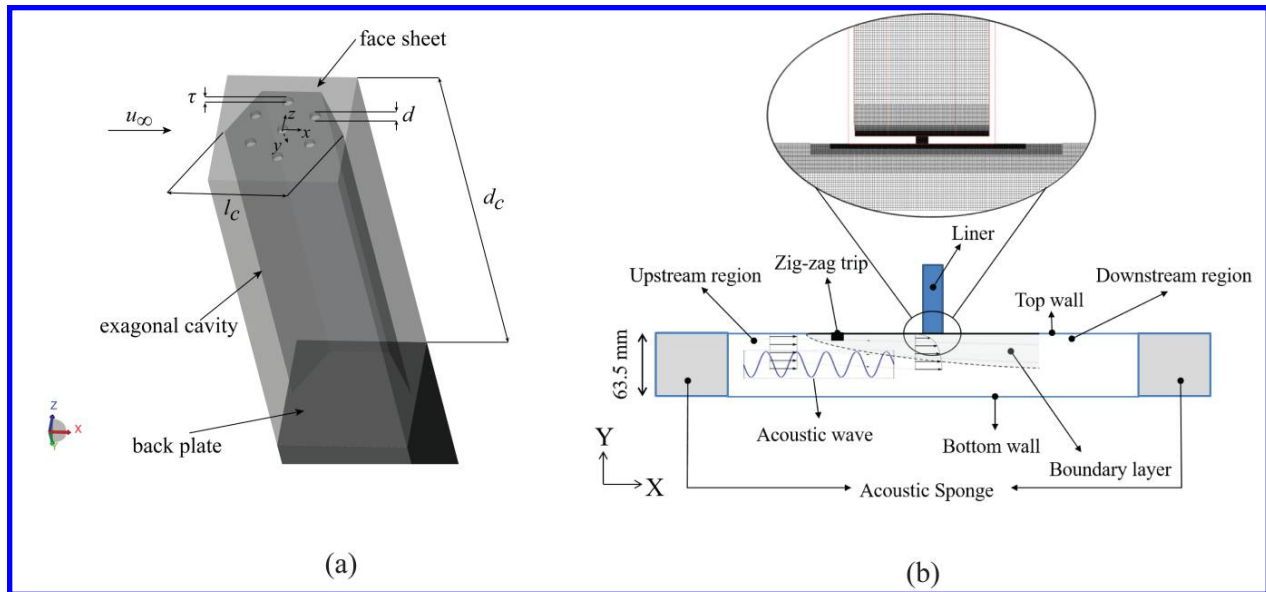 face sheet
τ
u∞
z
d
x
y
l_c
d_c
exagonal cavity
back plate
Z
X
(a)
Liner
Zig-zag trip
Upstream region
Downstream region
Top wall
63.5 mm
Acoustic wave
Bottom wall
Boundary layer
Y
X
Acoustic Sponge
(b)